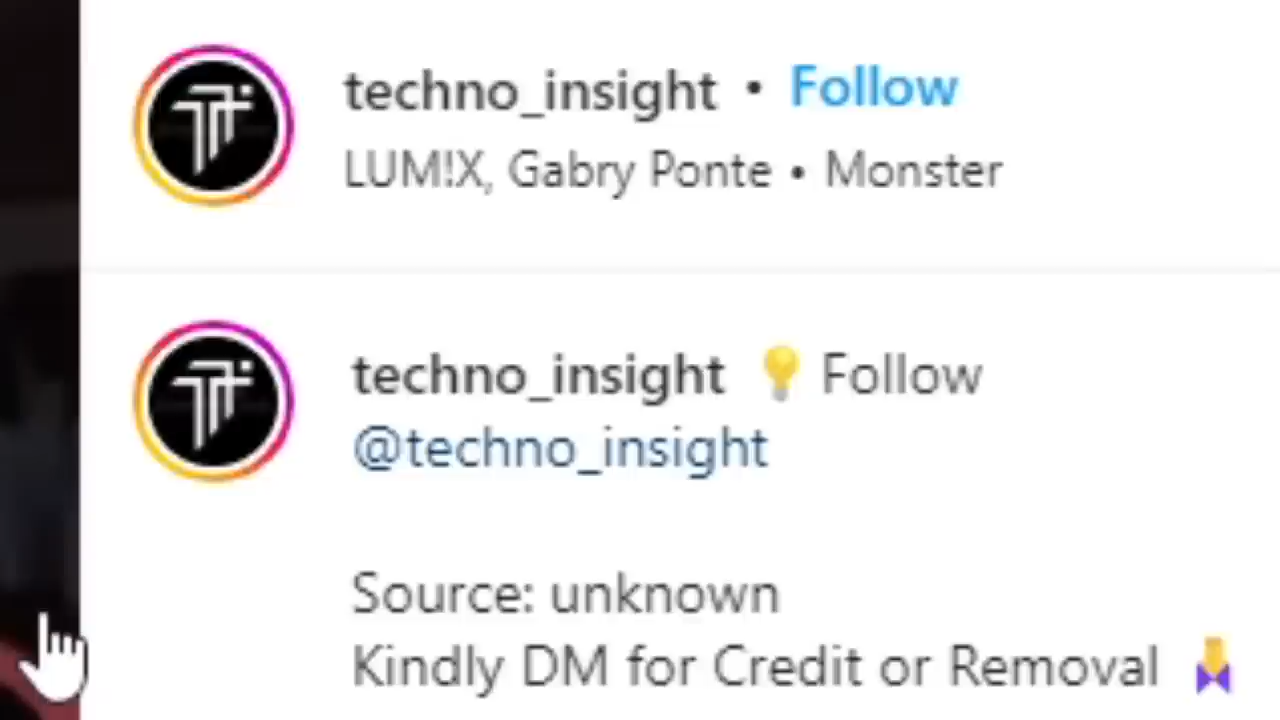 techno_insight • Follow
LUM!X, Gabry Ponte • Monster
techno_insight 💡 Follow
@techno_insight
Source: unknown
Kindly DM for Credit or Removal